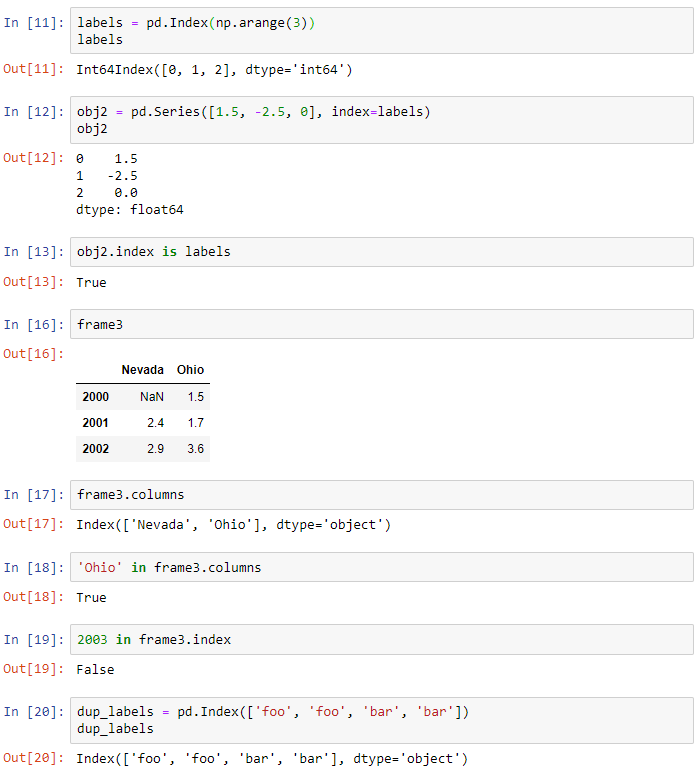 In [11]: labels = pd.Index(np.arange(3))
labels
Out[11]: Int64Index([0, 1, 2], dtype='int64')
In [12]: obj2 = pd.Series([1.5, -2.5, 0], index=labels)
obj2
Out[12]: 0    1.5
1   -2.5
2    0.0
dtype: float64
In [13]: obj2.index is labels
Out[13]: True
In [16]: frame3
Out[16]:
Nevada Ohio
2000 NaN 1.5
2001 2.4 1.7
2002 2.9 3.6
In [17]: frame3.columns
Out[17]: Index(['Nevada', 'Ohio'], dtype='object')
In [18]: 'Ohio' in frame3.columns
Out[18]: True
In [19]: 2003 in frame3.index
Out[19]: False
In [20]: dup_labels = pd.Index(['foo', 'foo', 'bar', 'bar'])
dup_labels
Out[20]: Index(['foo', 'foo', 'bar', 'bar'], dtype='object')